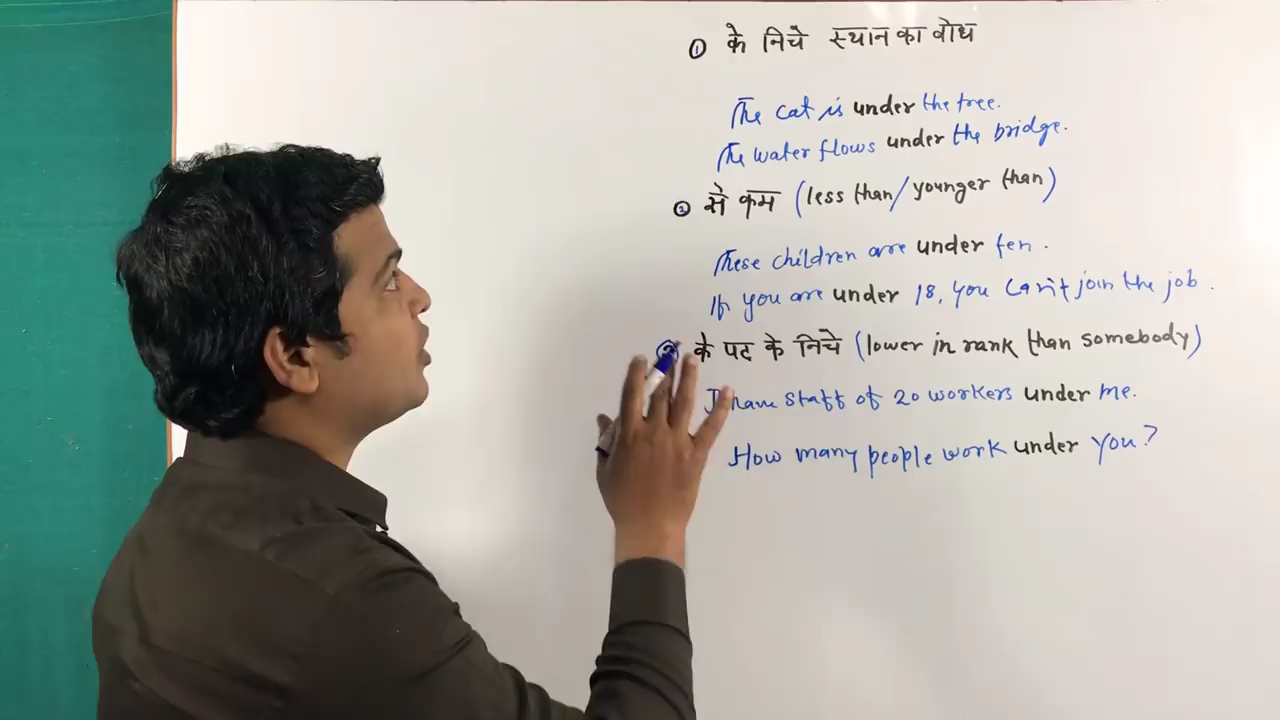 ① के निचे स्थान का बोध
The cat is under the tree.
The water flows under the bridge.
② से कम (less than/younger than)
These children are under ten.
If you are under 18, you can't join the job.
③ के पद के निचे (lower in rank than somebody)
I have staff of 20 workers under me.
How many people work under you?